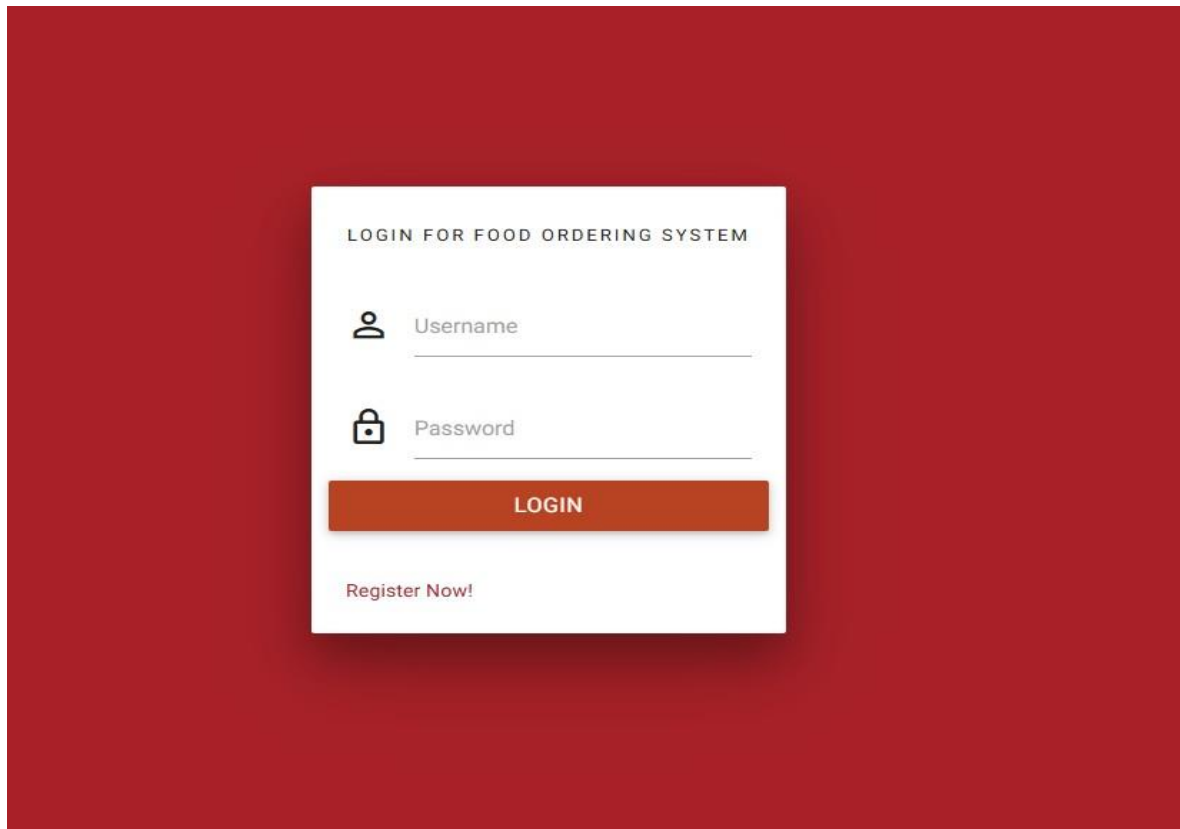 LOGIN FOR FOOD ORDERING SYSTEM
Username
Password
LOGIN
Register Now!